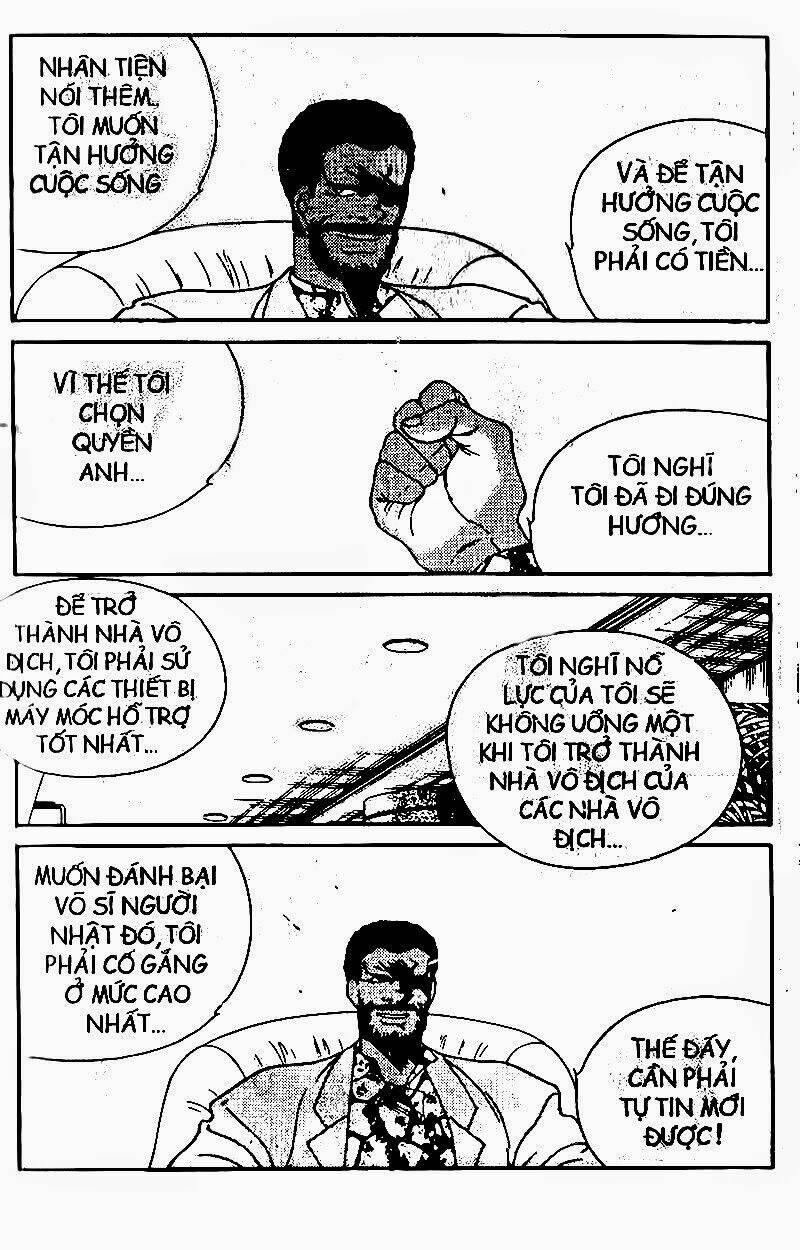 NHÂN TIỆN
NÓI THÊM..
TÔI MUỐN
TẬN HƯỞNG
CUỘC SỐNG
VÀ ĐỂ TẬN
HƯỞNG CUỘC
SỐNG, TÔI
PHẢI CÓ TIỀN...
VÌ THẾ TÔI
CHỌN
QUYỀN
ANH...
TÔI NGHĨ
TÔI ĐÃ ĐI ĐÚNG
HƯỚNG...
ĐỂ TRỞ
THÀNH NHÀ VÔ
ĐỊCH, TÔI PHẢI SỬ
DỤNG CÁC THIẾT BỊ
MÁY MÓC HỖ TRỢ
TỐT NHẤT...
TÔI NGHĨ NỖ
LỰC CỦA TÔI SẼ
KHÔNG UỔNG MỘT
KHI TÔI TRỞ THÀNH
NHÀ VÔ ĐỊCH CỦA
CÁC NHÀ VÔ
ĐỊCH...
MUỐN ĐÁNH BẠI
VÕ SĨ NGƯỜI
NHẬT ĐÓ, TÔI
PHẢI CỐ GẮNG
Ở MỨC CAO
NHẤT...
THẾ ĐẤY,
CẦN PHẢI
TỰ TIN MỚI
ĐƯỢC!